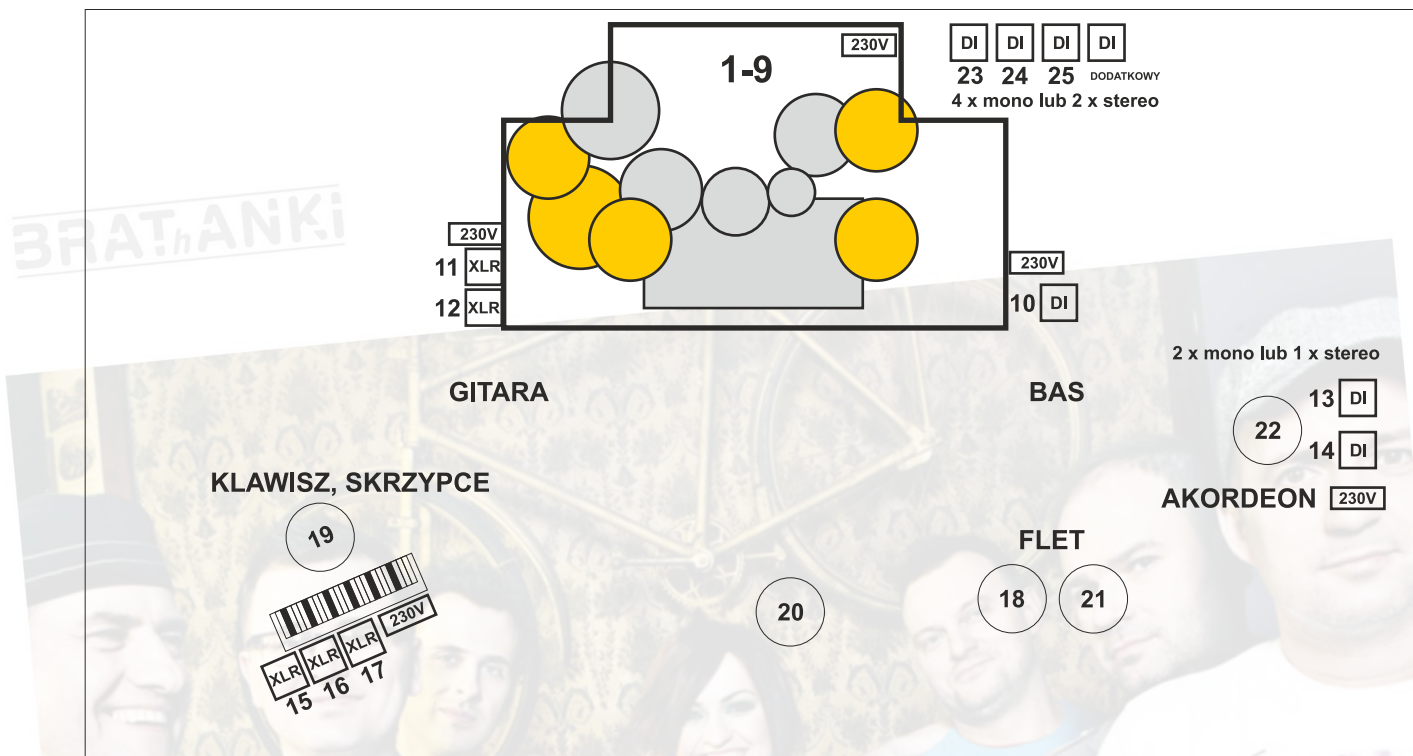 230V
1-9
DI DI DI DI
23 24 25 DODATKOWY
4 x mono lub 2 x stereo
BRAThANKi
230V
11 XLR
12 XLR
230V
10 DI
2 x mono lub 1 x stereo
GITARA
BAS
13 DI
22
14 DI
KLAWISZ, SKRZYPCE
AKORDEON 230V
19
FLET
18 21
20
230V
XLR XLR XLR
15 16 17